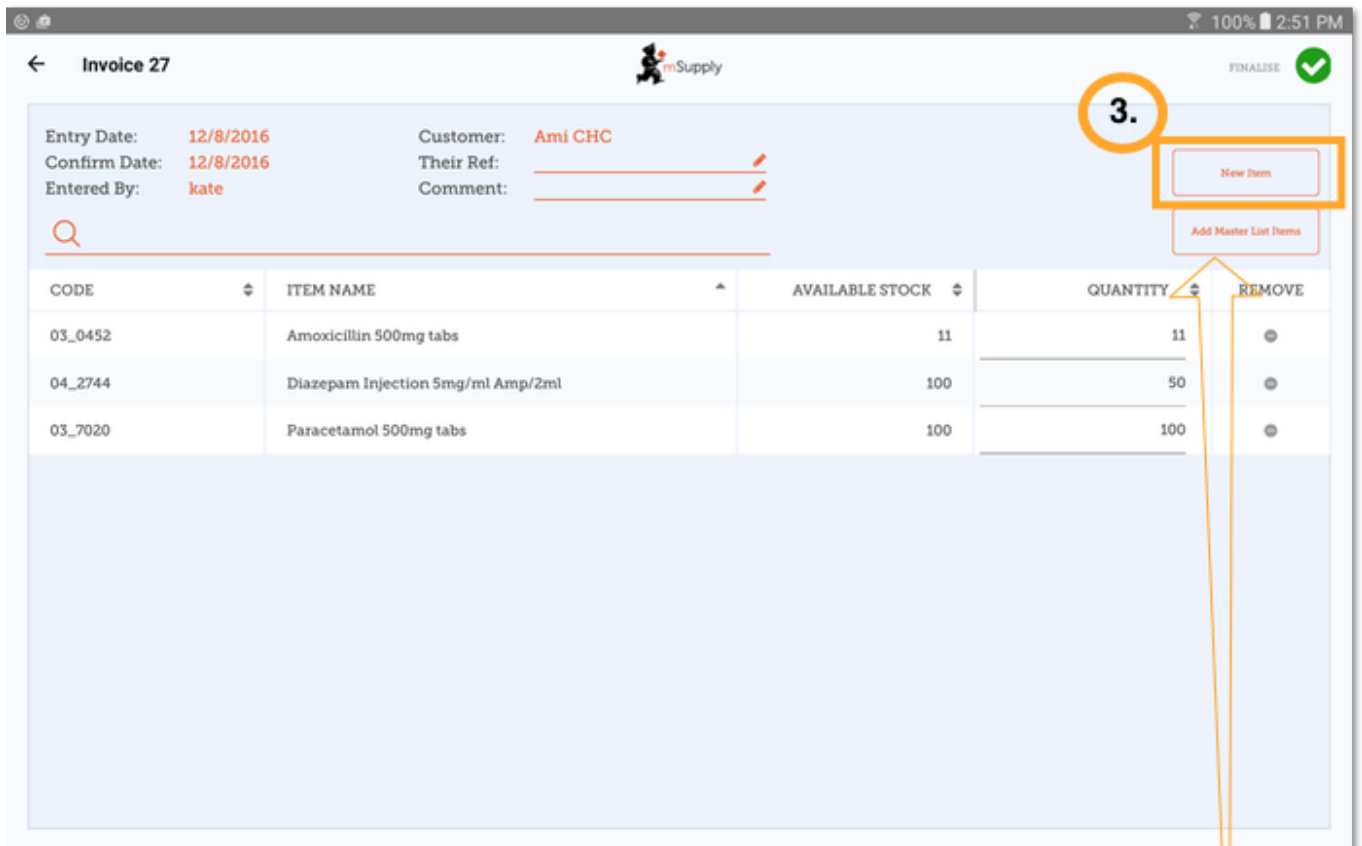 100% 2:51 PM
Invoice 27
mSupply
FINALISE
3.
Entry Date: 12/8/2016 Customer: Ami CHC
Confirm Date: 12/8/2016 Their Ref:
Entered By: kate Comment:
New Item
Add Master List Items
CODE ITEM NAME AVAILABLE STOCK QUANTITY REMOVE
03_0452 Amoxicillin 500mg tabs 11 11
04_2744 Diazepam Injection 5mg/ml Amp/2ml 100 50
03_7020 Paracetamol 500mg tabs 100 100